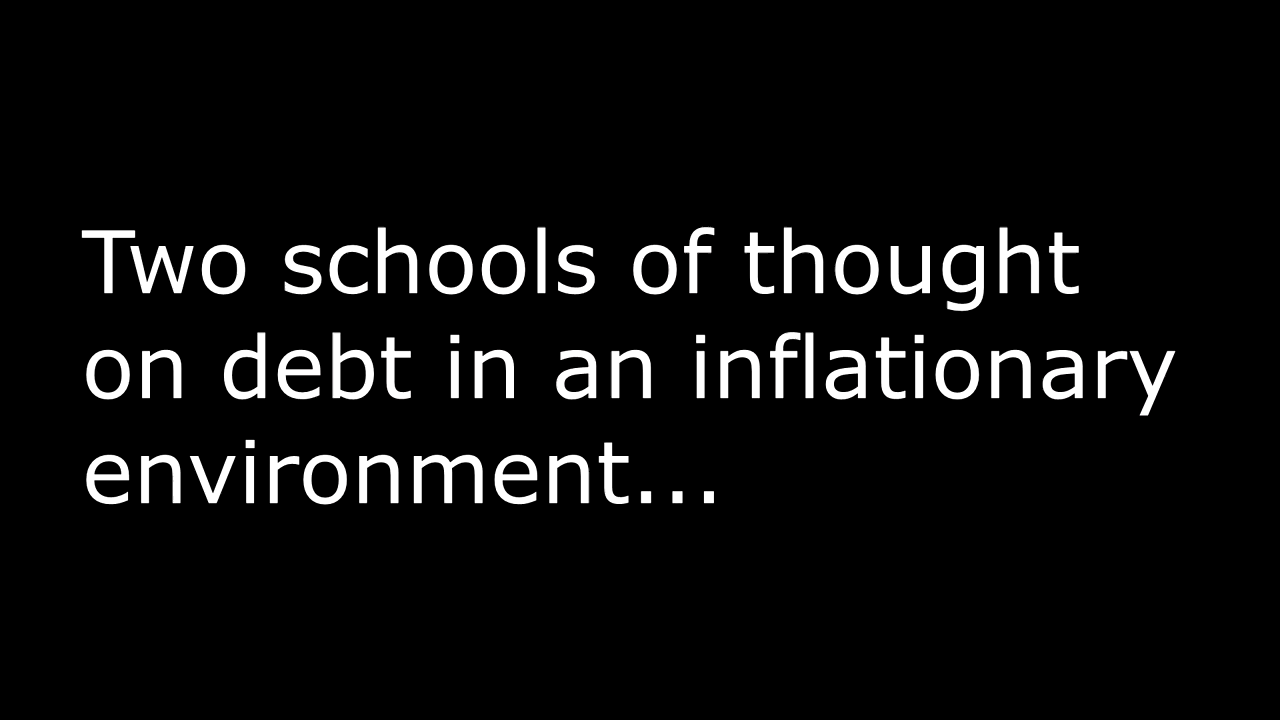 Two schools of thought
on debt in an inflationary
environment...